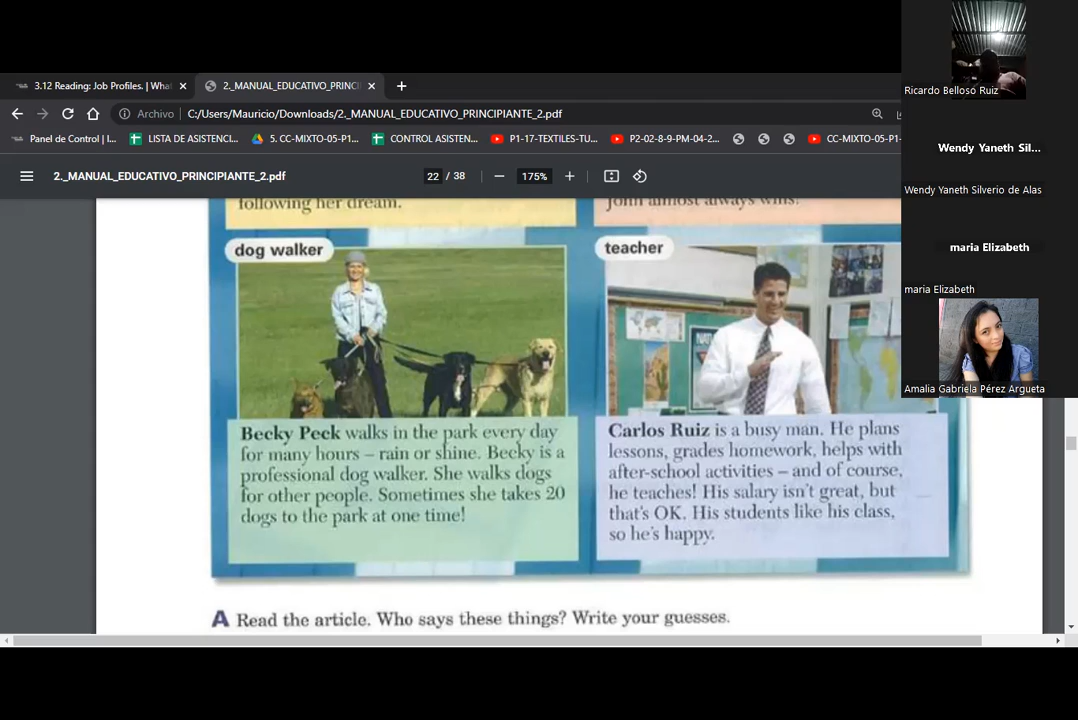 3.12 Reading: Job Profiles. | Wha
2._MANUAL_EDUCATIVO_PRINCI
Archivo
C:/Users/Mauricio/Downloads/2._MANUAL_EDUCATIVO_PRINCIPIANTE_2.pdf
Panel de Control | I...
LISTA DE ASISTENCI...
5. CC-MIXTO-05-P1...
CONTROL ASISTEN...
P1-17-TEXTILES-TU...
P2-02-8-9-PM-04-2...
CC-MIXTO-05-P1
2._MANUAL_EDUCATIVO_PRINCIPIANTE_2.pdf
22 / 38
175%
following her dream.
John almost always wins!
dog walker
Becky Peck walks in the park every day
for many hours – rain or shine. Becky is a
professional dog walker. She walks dogs
for other people. Sometimes she takes 20
dogs to the park at one time!
teacher
Carlos Ruiz is a busy man. He plans
lessons, grades homework, helps with
after-school activities – and of course,
he teaches! His salary isn't great, but
that's OK. His students like his class,
so he's happy.
A Read the article. Who says these things? Write your guesses.
Ricardo Belloso Ruiz
Wendy Yaneth Sil...
Wendy Yaneth Silverio de Alas
maria Elizabeth
maria Elizabeth
Amalia Gabriela Pérez Argueta